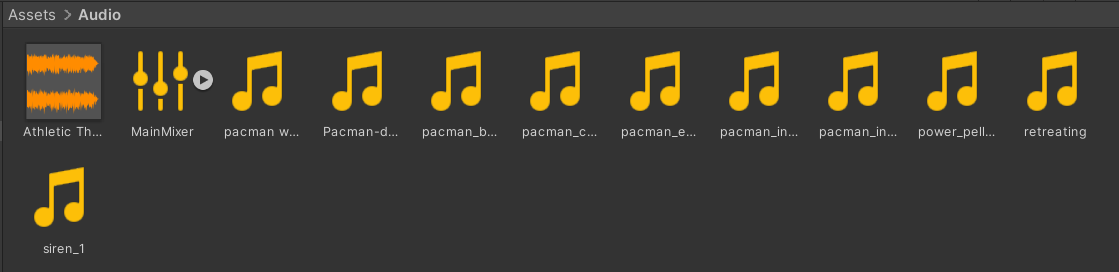 Assets > Audio
Athletic Th...
MainMixer
pacman w...
Pacman-d...
pacman_b...
pacman_c...
pacman_e...
pacman_in...
pacman_in...
power_pell...
retreating
siren_1